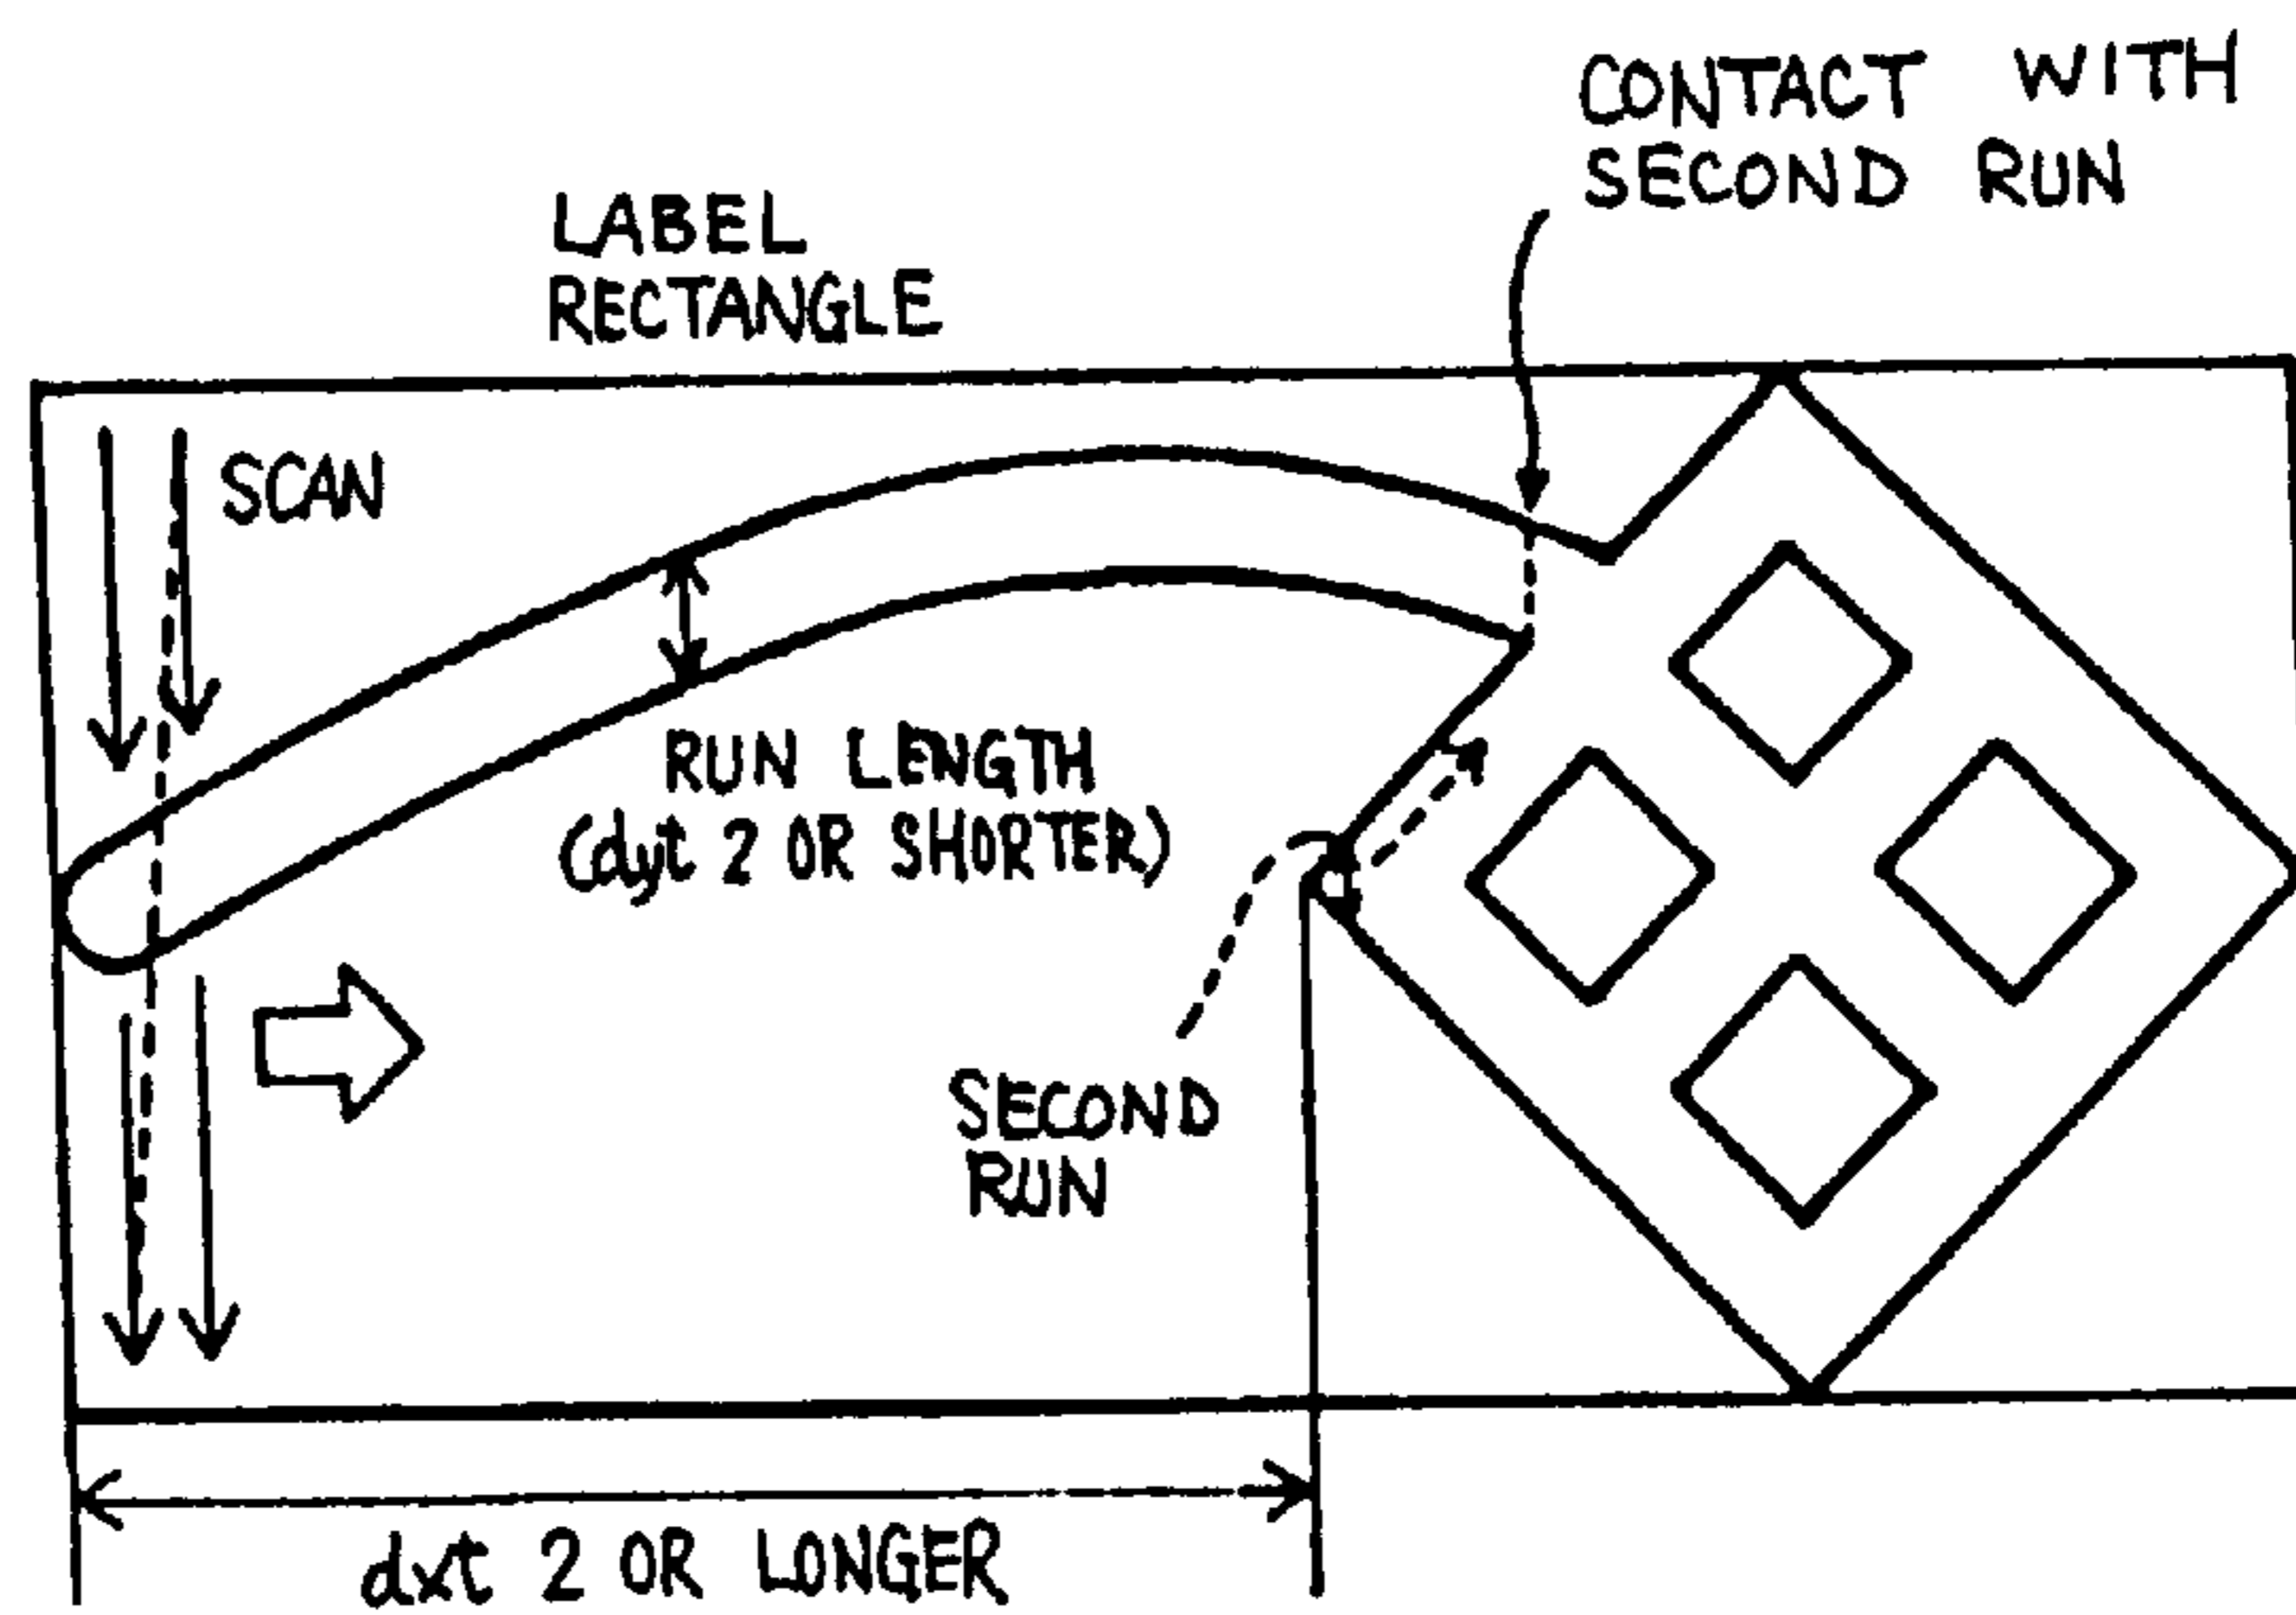 CONTACT WITH
SECOND RUN
LABEL
RECTANGLE
SCAN
RUN LENGTH
(dyt 2 OR SHORTER)
SECOND
RUN
dxt 2 OR LONGER